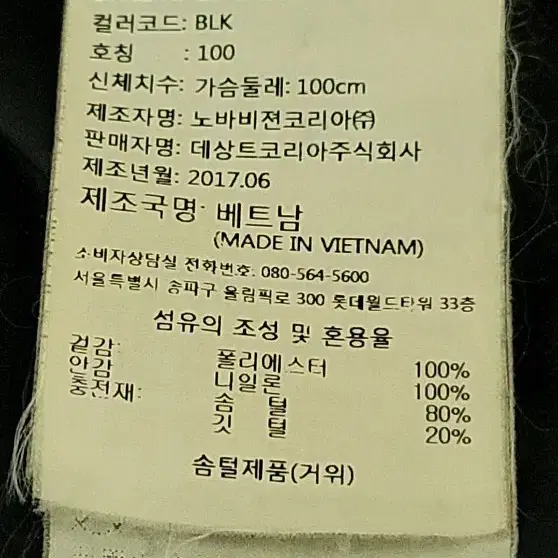 컬러코드: BLK
호칭 : 100
신체치수: 가슴둘레: 100cm
제조자명: 노바비젼코리아㈜
판매자명: 데상트코리아주식회사
제조년월: 2017.06
제조국명: 베트남
(MADE IN VIETNAM)
소비자상담실 전화번호: 080-564-5600
서울특별시 송파구 올림픽로 300 롯데월드타워 33층
섬유의 조성 및 혼용율
겉감: 폴리에스터 100%
안감: 나일론 100%
충전재: 솜 털 80%
깃 털 20%
솜털제품(거위)